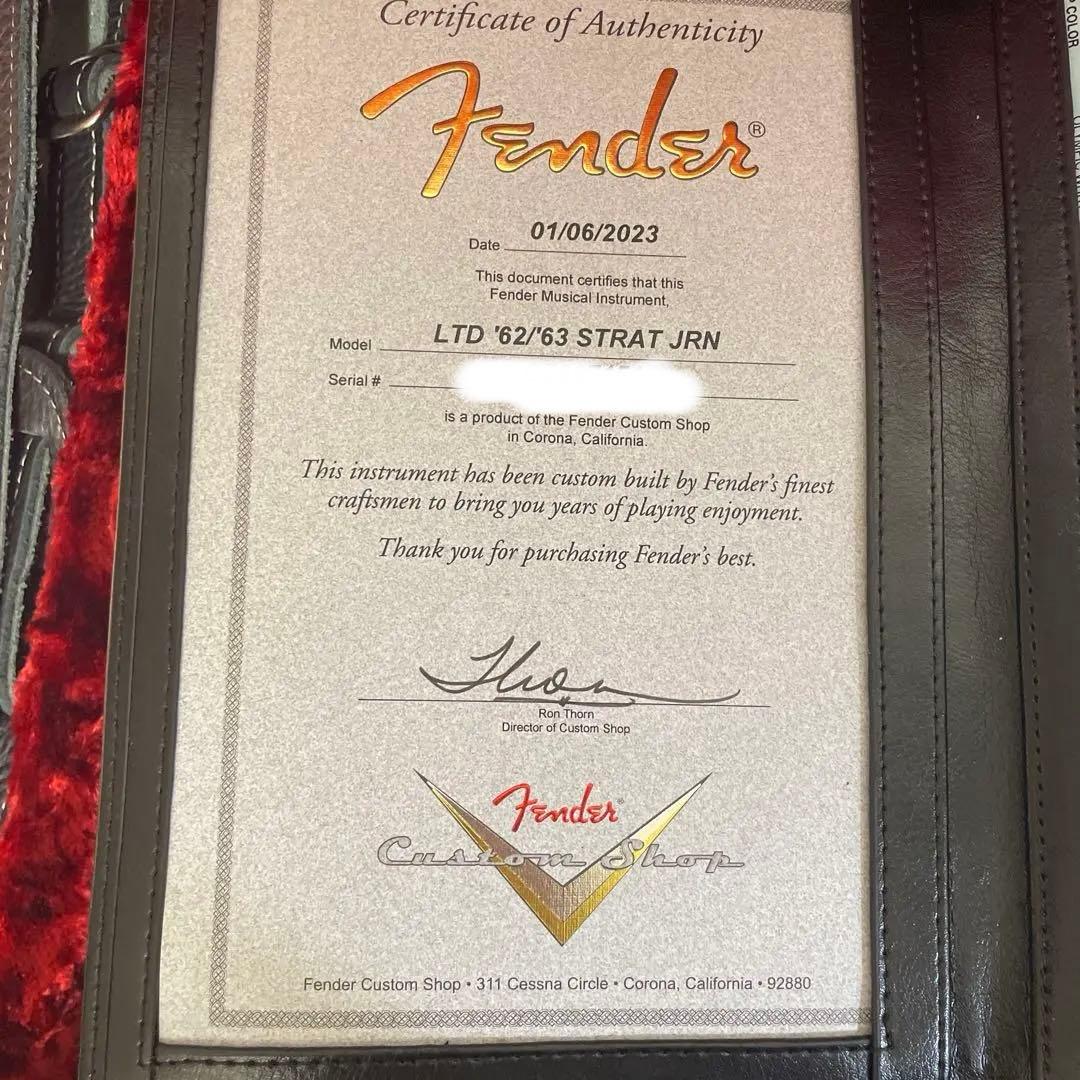 Certificate of Authenticity
Fender®
Date 01/06/2023
This document certifies that this
Fender Musical Instrument,
Model LTD '62/'63 STRAT JRN
Serial #
is a product of the Fender Custom Shop
in Corona, California.
This instrument has been custom built by Fender's finest
craftsmen to bring you years of playing enjoyment.
Thank you for purchasing Fender's best.
Thorn
Ron Thorn
Director of Custom Shop
Fender
Custom Shop
Fender Custom Shop • 311 Cessna Circle • Corona, California • 92880
COLOR